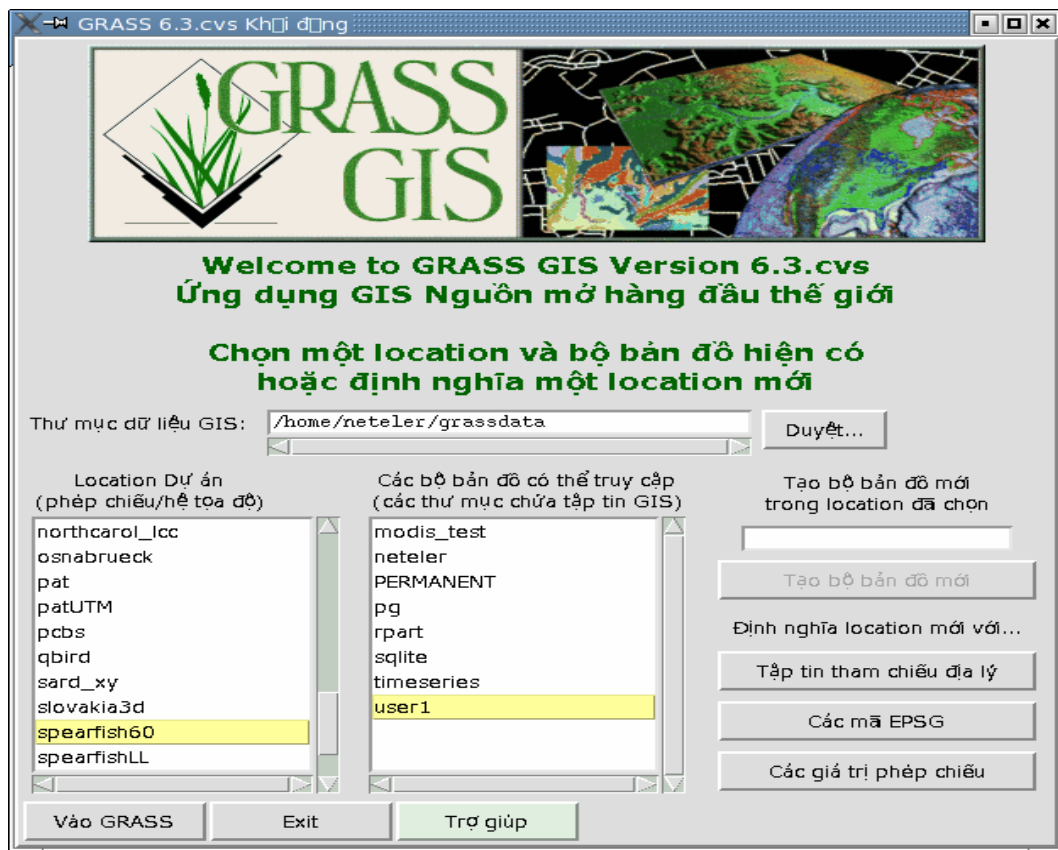 GRASS 6.3.cvs Kh□i đ□ng
GRASS
GIS
Welcome to GRASS GIS Version 6.3.cvs
Ứng dụng GIS Nguồn mở hàng đầu thế giới
Chọn một location và bộ bản đồ hiện có
hoặc định nghĩa một location mới
Thư mục dữ liệu GIS:
/home/neteler/grassdata
Duyệt...
Location Dự án
(phép chiếu/hệ tọa độ)
northcarol_lcc
osnabrueck
pat
patUTM
pcbs
qbird
sard_xy
slovakia3d
spearfish60
spearfishLL
Các bộ bản đồ có thể truy cập
(các thư mục chứa tập tin GIS)
modis_test
neteler
PERMANENT
pg
rpart
sqlite
timeseries
user1
Tạo bộ bản đồ mới
trong location đã chọn
Tạo bộ bản đồ mới
Định nghĩa location mới với...
Tập tin tham chiếu địa lý
Các mã EPSG
Các giá trị phép chiếu
Vào GRASS
Exit
Trợ giúp